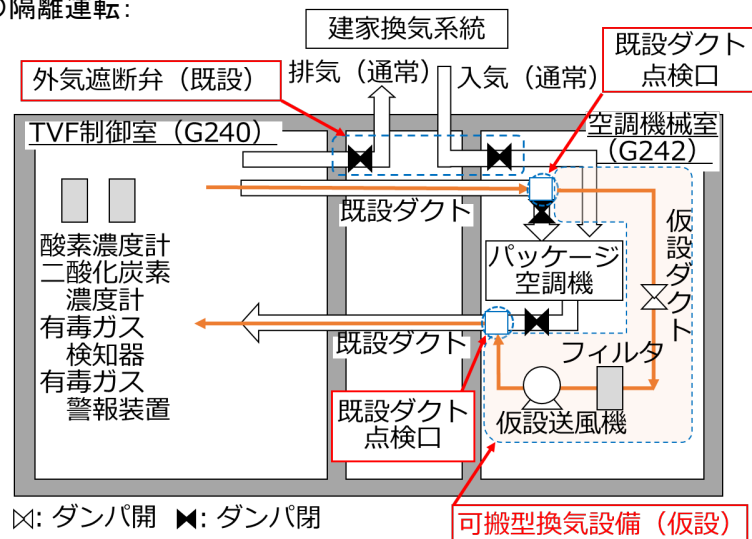 隔離運転:
建家換気系統
既設ダクト
点検口
外気遮断弁（既設）
排気（通常）
入気（通常）
TVF制御室（G240）
空調機械室
（G242）
既設ダクト
仮設ダクト
酸素濃度計
二酸化炭素
濃度計
有毒ガス
検知器
有毒ガス
警報装置
パッケージ
空調機
既設ダクト
フィルタ
仮設送風機
既設ダクト
点検口
可搬型換気設備（仮設）
: ダンパ開 : ダンパ閉